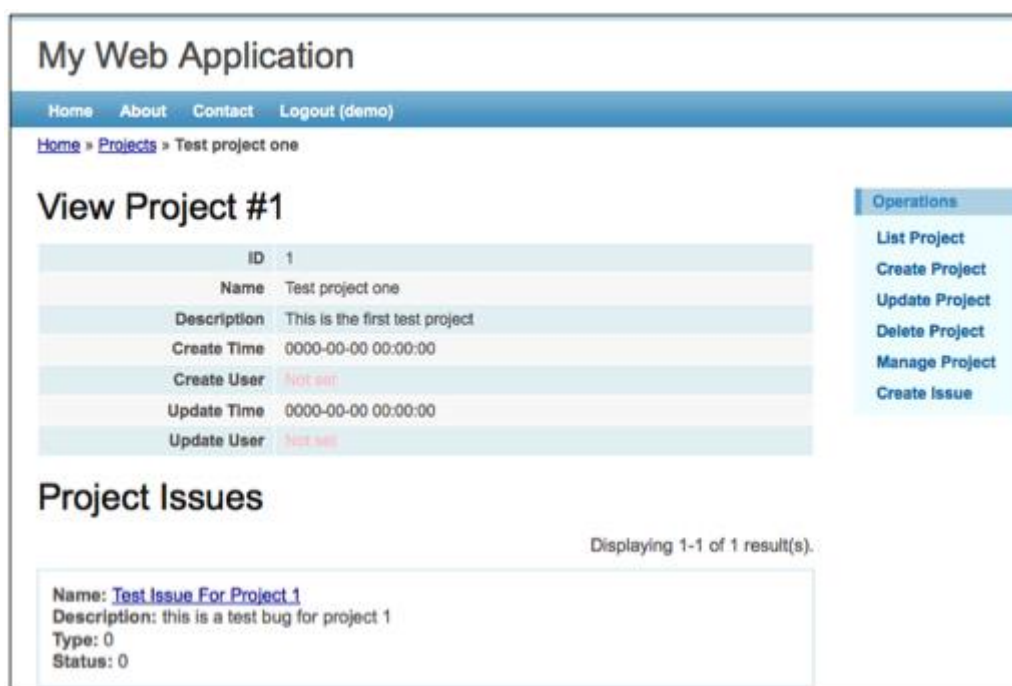 My Web Application
Home About Contact Logout (demo)
Home » Projects » Test project one
View Project #1
ID 1
Name Test project one
Description This is the first test project
Create Time 0000-00-00 00:00:00
Create User Not set
Update Time 0000-00-00 00:00:00
Update User Not set
Operations
List Project
Create Project
Update Project
Delete Project
Manage Project
Create Issue
Project Issues
Displaying 1-1 of 1 result(s).
Name: Test Issue For Project 1
Description: this is a test bug for project 1
Type: 0
Status: 0